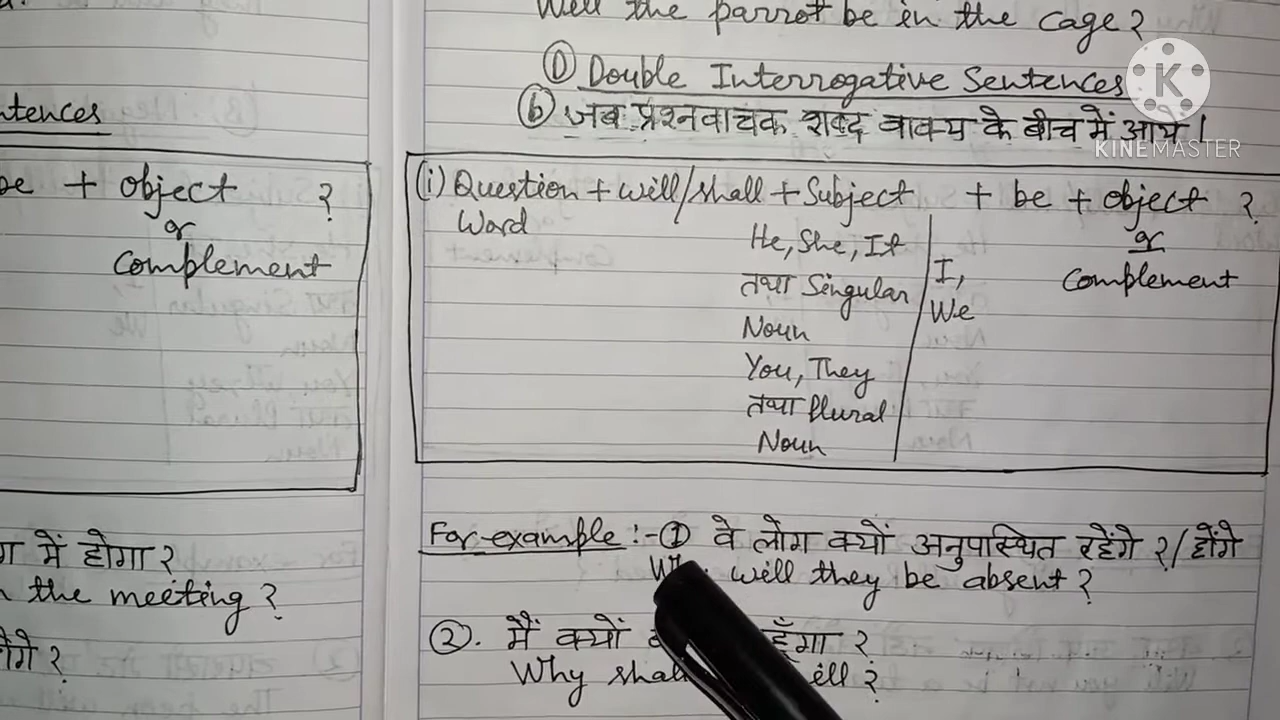 Will the parrot be in the cage?
Ⓓ Double Interrogative Sentences
ⓑ जब प्रश्नवाचक शब्द वाक्य के बीच में आये।
(i) Question + will/shall + Subject + be + object ?
Word
or
He, She, It
तथा Singular
Noun
You, They
तथा Plural
Noun
I,
We
Complement
For example :- ① वे लोग क्यों अनुपस्थित रहेंगे ?/होंगे
will they be absent?
②. मैं क्यों हूँगा ?
Why ill?
be + object ?
or
complement
में होगा ?
the meeting?
KINEMASTER